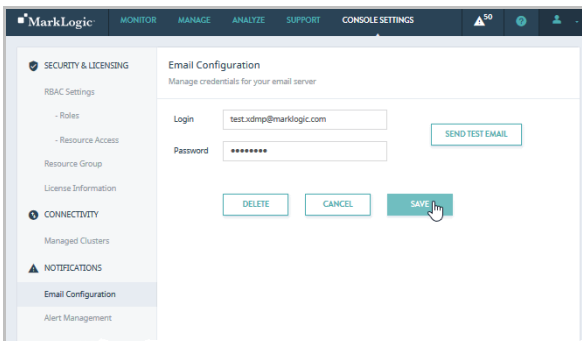 MarkLogic MONITOR MANAGE ANALYZE SUPPORT CONSOLE SETTINGS 50 ?
SECURITY & LICENSING
RBAC Settings
- Roles
- Resource Access
Resource Group
License Information
CONNECTIVITY
Managed Clusters
NOTIFICATIONS
Email Configuration
Alert Management
Email Configuration
Manage credentials for your email server
Login test.xdmp@marklogic.com
SEND TEST EMAIL
Password ••••••••
DELETE CANCEL SAVE